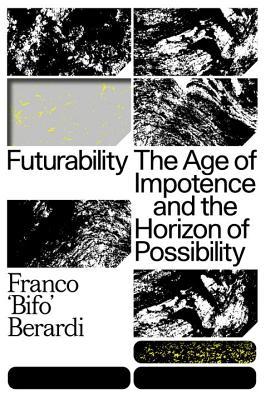 Futurability
The Age of
Impotence
and the
Horizon of
Possibility
Franco
‘Bifo’
Berardi